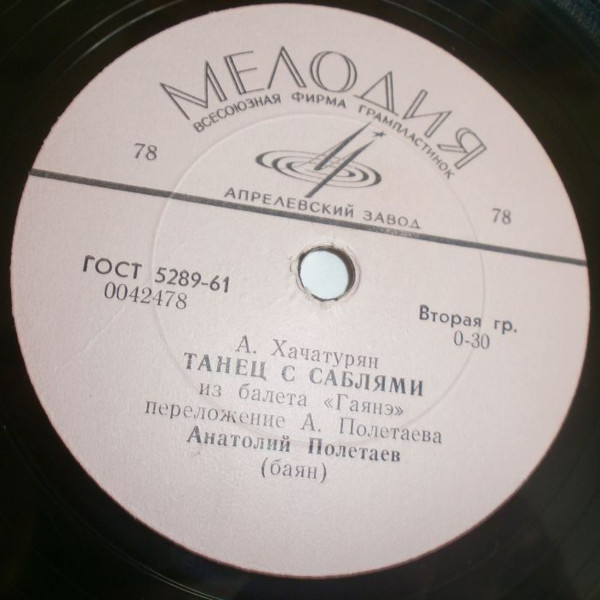 МЕЛОДИЯ
ВСЕСОЮЗНАЯ ФИРМА ГРАМПЛАСТИНОК
78
78
АПРЕЛЕВСКИЙ ЗАВОД
ГОСТ 5289-61
0042478
Вторая гр.
0-30
А. Хачатурян
ТАНЕЦ С САБЛЯМИ
из балета «Гаянэ»
переложение А. Полетаева
Анатолий Полетаев
(баян)